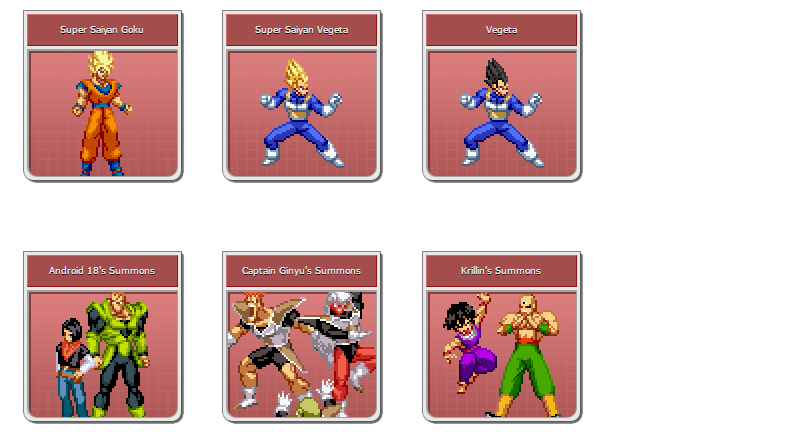 Super Saiyan Goku
Super Saiyan Vegeta
Vegeta
Android 18's Summons
Captain Ginyu's Summons
Krillin's Summons